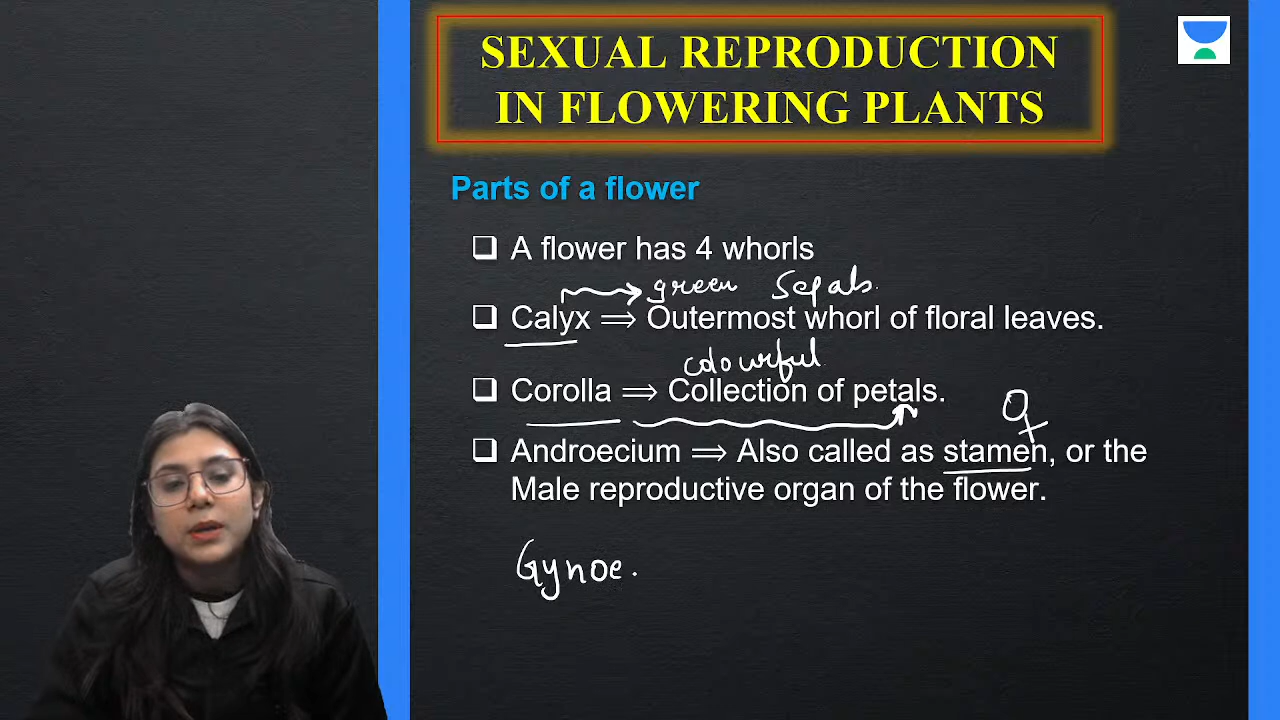 SEXUAL REPRODUCTION
IN FLOWERING PLANTS
Parts of a flower
A flower has 4 whorls
green Sepals.
Calyx ⟹ Outermost whorl of floral leaves.
colourful
Corolla ⟹ Collection of petals.
Androecium ⟹ Also called as stamen, or the
Male reproductive organ of the flower.
Gynoe.